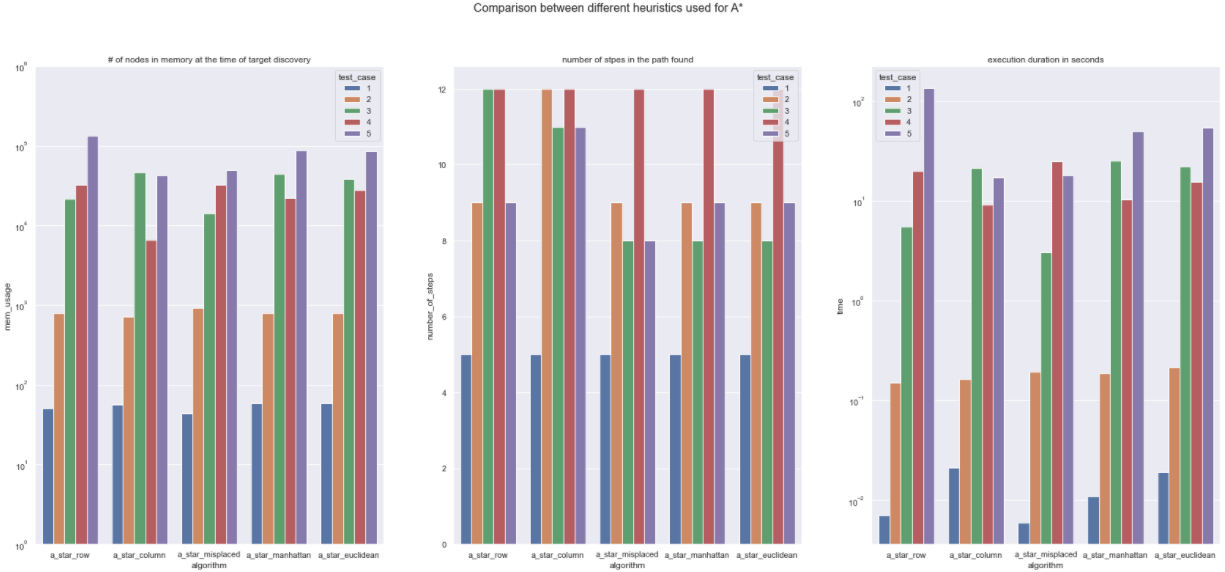 Comparison between different heuristics used for A*
# of nodes in memory at the time of target discovery
mem_usage
10^6
10^5
10^4
10^3
10^2
10^1
10^0
test_case
1
2
3
4
5
a_star_row a_star_column a_star_misplaced a_star_manhattan a_star_euclidean
algorithm
number of stpes in the path found
number_of_steps
12
10
8
6
4
2
0
test_case
1
2
3
4
5
a_star_row a_star_column a_star_misplaced a_star_manhattan a_star_euclidean
algorithm
execution duration in seconds
time
10^2
10^1
10^0
10^−1
10^−2
test_case
1
2
3
4
5
a_star_row a_star_column a_star_misplaced a_star_manhattan a_star_euclidean
algorithm